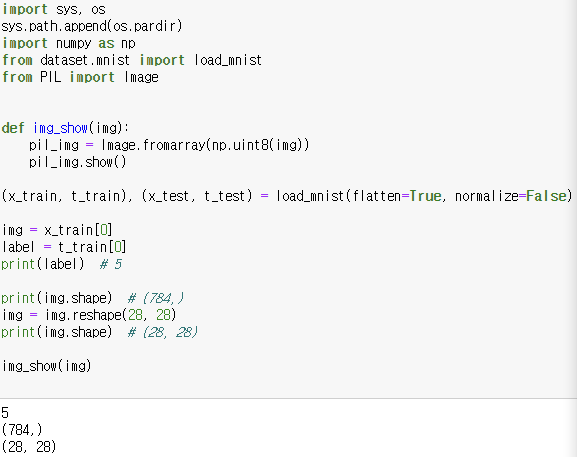 import sys, os
sys.path.append(os.pardir)
import numpy as np
from dataset.mnist import load_mnist
from PIL import Image
def img_show(img):
pil_img = Image.fromarray(np.uint8(img))
pil_img.show()
(x_train, t_train), (x_test, t_test) = load_mnist(flatten=True, normalize=False)
img = x_train[0]
label = t_train[0]
print(label)  # 5
print(img.shape)  # (784,)
img = img.reshape(28, 28)
print(img.shape)  # (28, 28)
img_show(img)
5
(784,)
(28, 28)